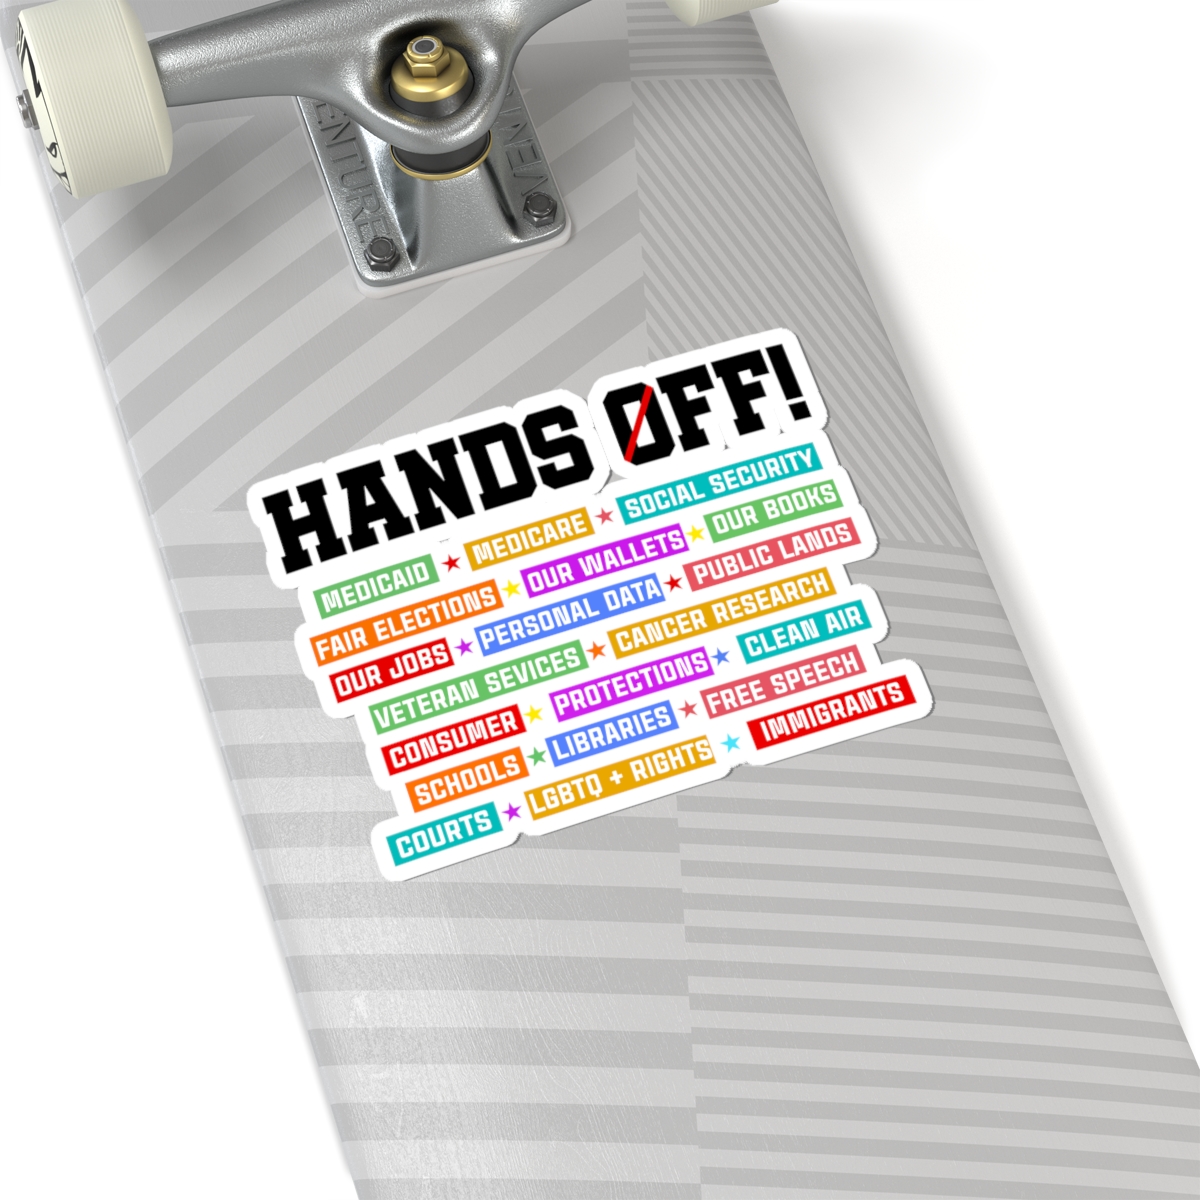 VENTURE
HANDS OFF!
MEDICAID ★ MEDICARE ★ SOCIAL SECURITY
FAIR ELECTIONS ★ OUR WALLETS ★ OUR BOOKS
OUR JOBS ★ PERSONAL DATA ★ PUBLIC LANDS
VETERAN SEVICES ★ CANCER RESEARCH
CONSUMER ★ PROTECTIONS ★ CLEAN AIR
SCHOOLS ★ LIBRARIES ★ FREE SPEECH
COURTS ★ LGBTQ + RIGHTS ★ IMMIGRANTS